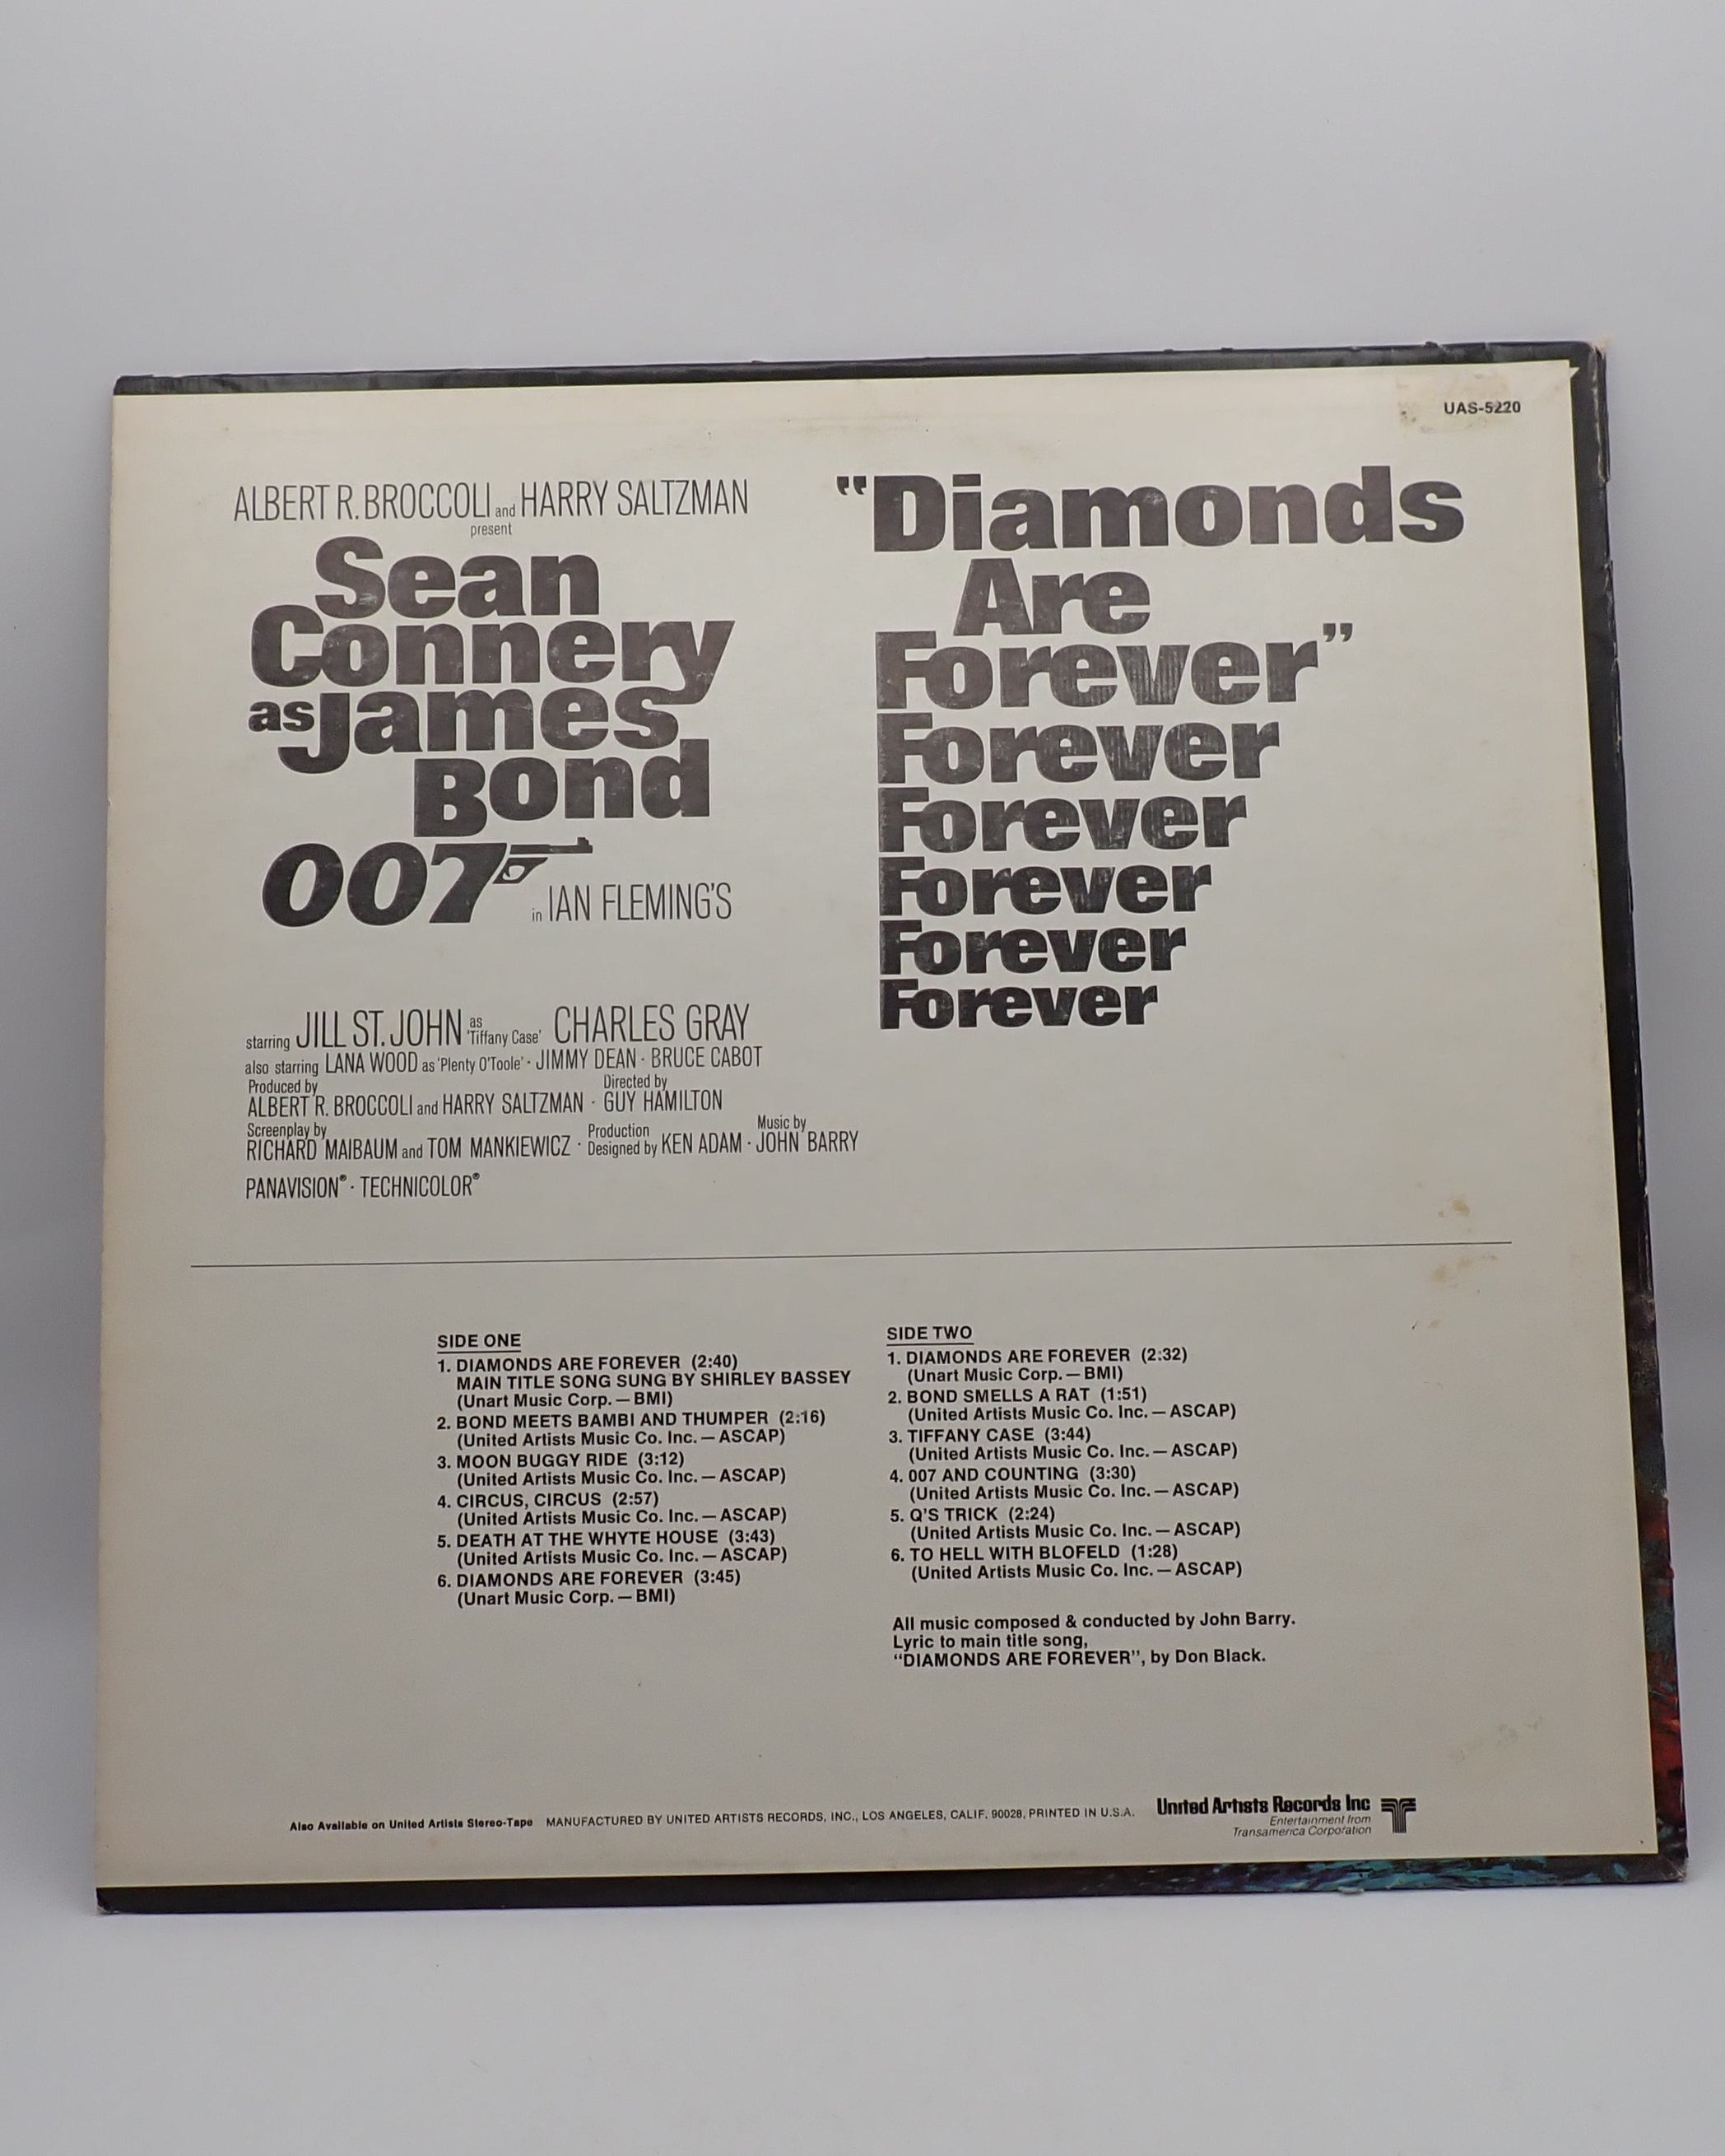 UAS-5220
ALBERT R. BROCCOLI and HARRY SALTZMAN
present
Sean
Connery
as James
Bond
007
in IAN FLEMING'S
"Diamonds
Are
Forever"
Forever
Forever
Forever
Forever
Forever
starring JILL ST. JOHN as 'Tiffany Case' CHARLES GRAY
also starring LANA WOOD as 'Plenty O'Toole' · JIMMY DEAN · BRUCE CABOT
Produced by Directed by
ALBERT R. BROCCOLI and HARRY SALTZMAN · GUY HAMILTON
Screenplay by Production Music by
RICHARD MAIBAUM and TOM MANKIEWICZ · Designed by KEN ADAM · JOHN BARRY
PANAVISION® · TECHNICOLOR®
SIDE ONE
1. DIAMONDS ARE FOREVER (2:40)
MAIN TITLE SONG SUNG BY SHIRLEY BASSEY
(Unart Music Corp. — BMI)
2. BOND MEETS BAMBI AND THUMPER (2:16)
(United Artists Music Co. Inc. — ASCAP)
3. MOON BUGGY RIDE (3:12)
(United Artists Music Co. Inc. — ASCAP)
4. CIRCUS, CIRCUS (2:57)
(United Artists Music Co. Inc. — ASCAP)
5. DEATH AT THE WHYTE HOUSE (3:43)
(United Artists Music Co. Inc. — ASCAP)
6. DIAMONDS ARE FOREVER (3:45)
(Unart Music Corp. — BMI)
SIDE TWO
1. DIAMONDS ARE FOREVER (2:32)
(Unart Music Corp. — BMI)
2. BOND SMELLS A RAT (1:51)
(United Artists Music Co. Inc. — ASCAP)
3. TIFFANY CASE (3:44)
(United Artists Music Co. Inc. — ASCAP)
4. 007 AND COUNTING (3:30)
(United Artists Music Co. Inc. — ASCAP)
5. Q'S TRICK (2:24)
(United Artists Music Co. Inc. — ASCAP)
6. TO HELL WITH BLOFELD (1:28)
(United Artists Music Co. Inc. — ASCAP)
All music composed & conducted by John Barry.
Lyric to main title song,
"DIAMONDS ARE FOREVER", by Don Black.
Also Available on United Artists Stereo-Tape MANUFACTURED BY UNITED ARTISTS RECORDS, INC., LOS ANGELES, CALIF. 90028, PRINTED IN U.S.A.
United Artists Records Inc
Entertainment from
Transamerica Corporation